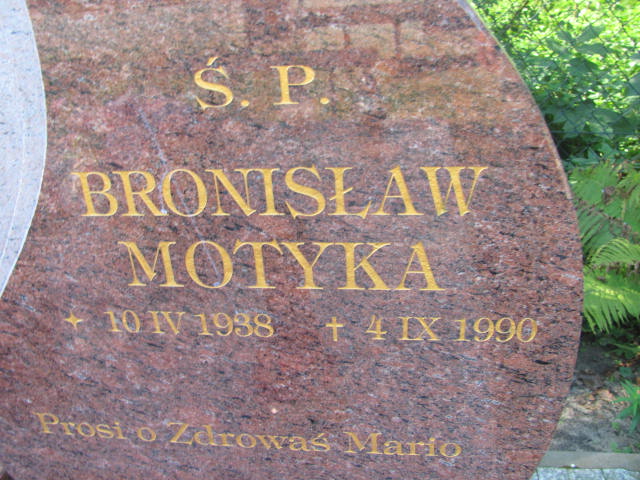 Ś. P.
BRONISŁAW
MOTYKA
✦ 10 IV 1938 ✝ 4 IX 1990
Prosi o Zdrowaś Mario